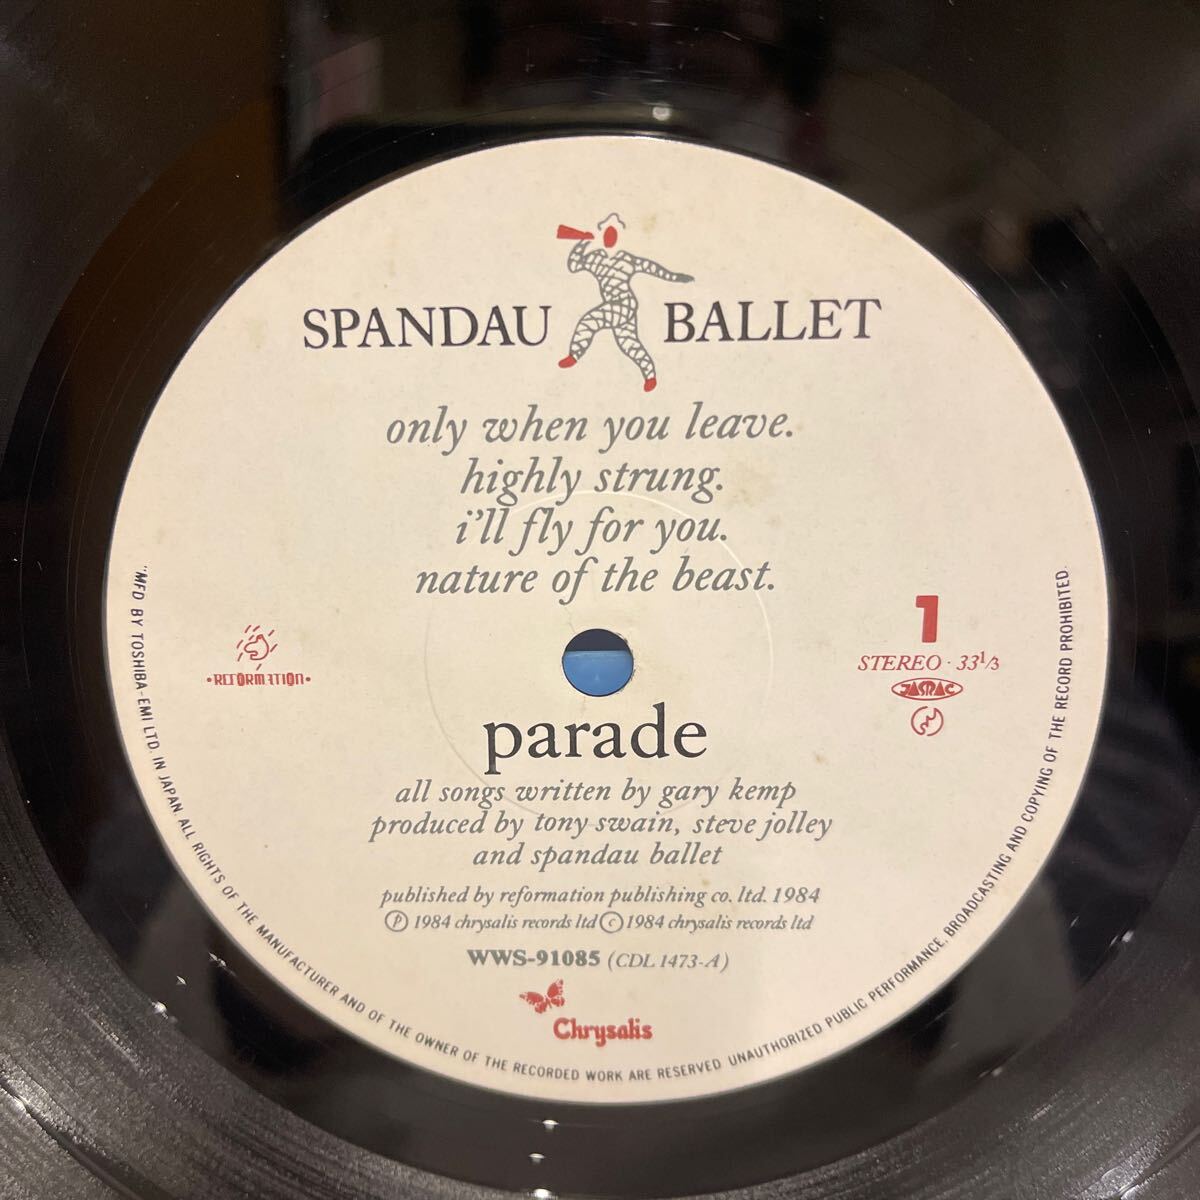 SPANDAU BALLET
only when you leave.
highly strung.
i'll fly for you.
nature of the beast.
1
STEREO · 33 1/3
JASRAC
•REFORMATION•
parade
all songs written by gary kemp
produced by tony swain, steve jolley
and spandau ballet
published by reformation publishing co. ltd. 1984
Ⓟ 1984 chrysalis records ltd Ⓒ 1984 chrysalis records ltd
WWS-91085 (CDL 1473-A)
Chrysalis
"MFD BY TOSHIBA-EMI LTD. IN JAPAN ALL RIGHTS OF THE MANUFACTURER AND OF THE OWNER OF THE RECORDED WORK ARE RESERVED UNAUTHORIZED PUBLIC PERFORMANCE, BROADCASTING AND COPYING OF THE RECORD PROHIBITED.